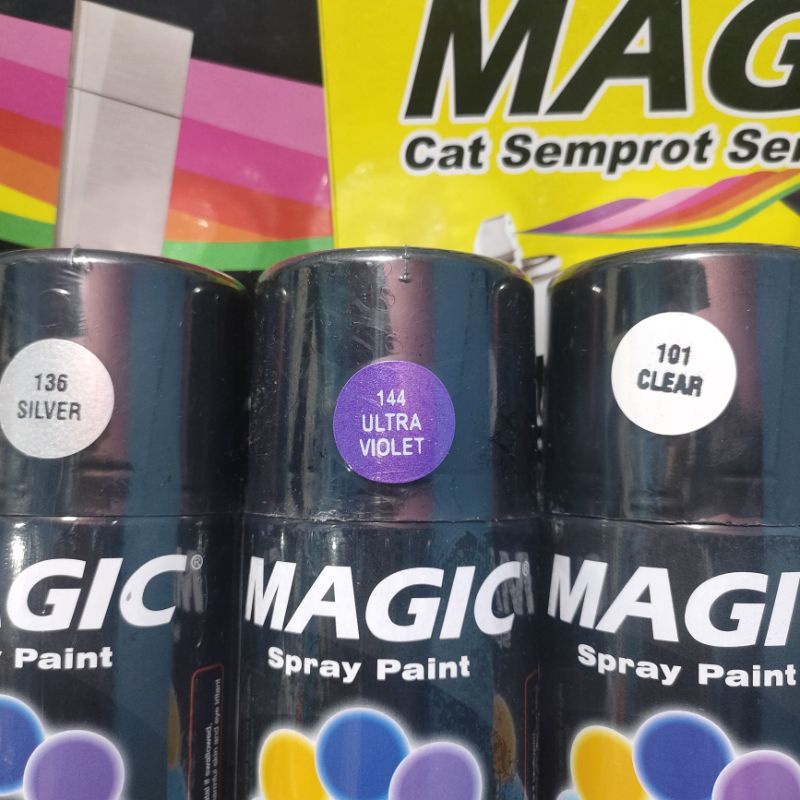 MAG
Cat Semprot Ser
136
SILVER
144
ULTRA
VIOLET
101
CLEAR
AGIC®
Paint
MAGIC
Spray Paint
MAGI
Spray Paint